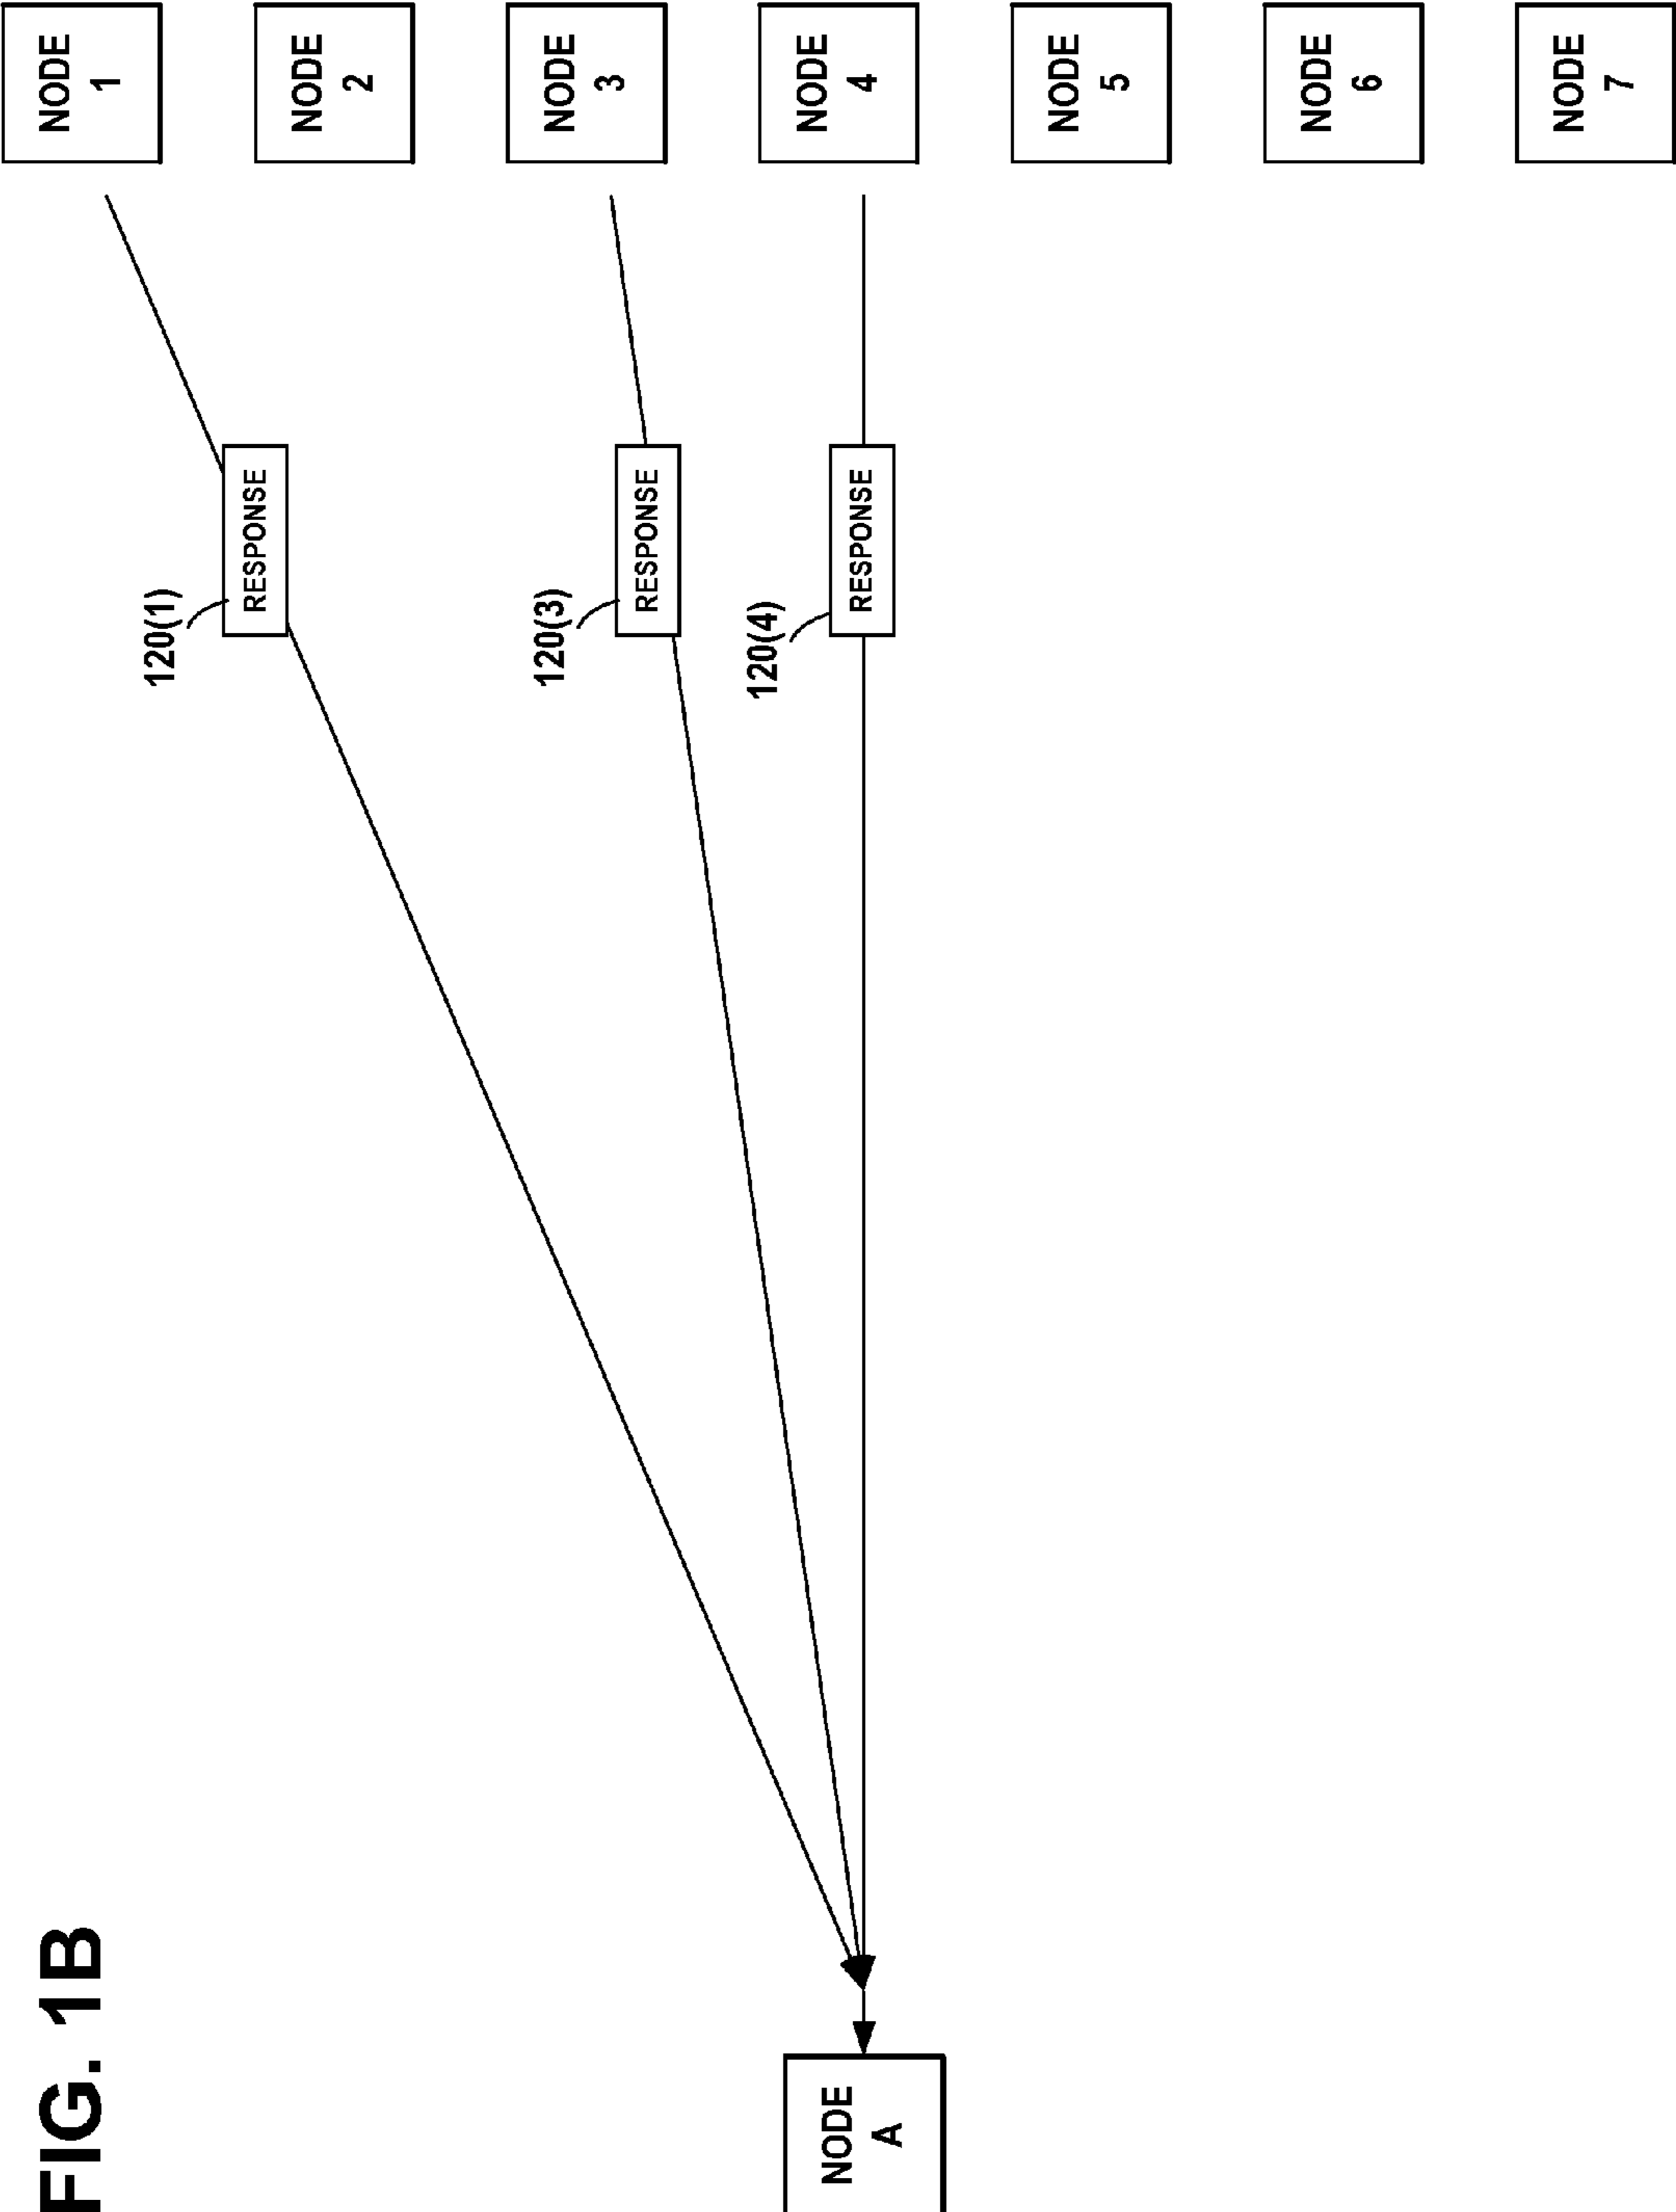 FIG. 1B
NODE
A
120(1)
RESPONSE
120(3)
RESPONSE
120(4)
RESPONSE
NODE
1
NODE
2
NODE
3
NODE
4
NODE
5
NODE
6
NODE
7